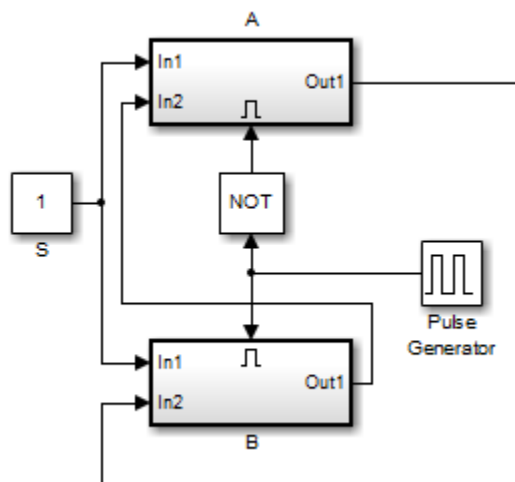 A
In1
In2
Out1
1
S
NOT
Pulse
Generator
In1
In2
Out1
B